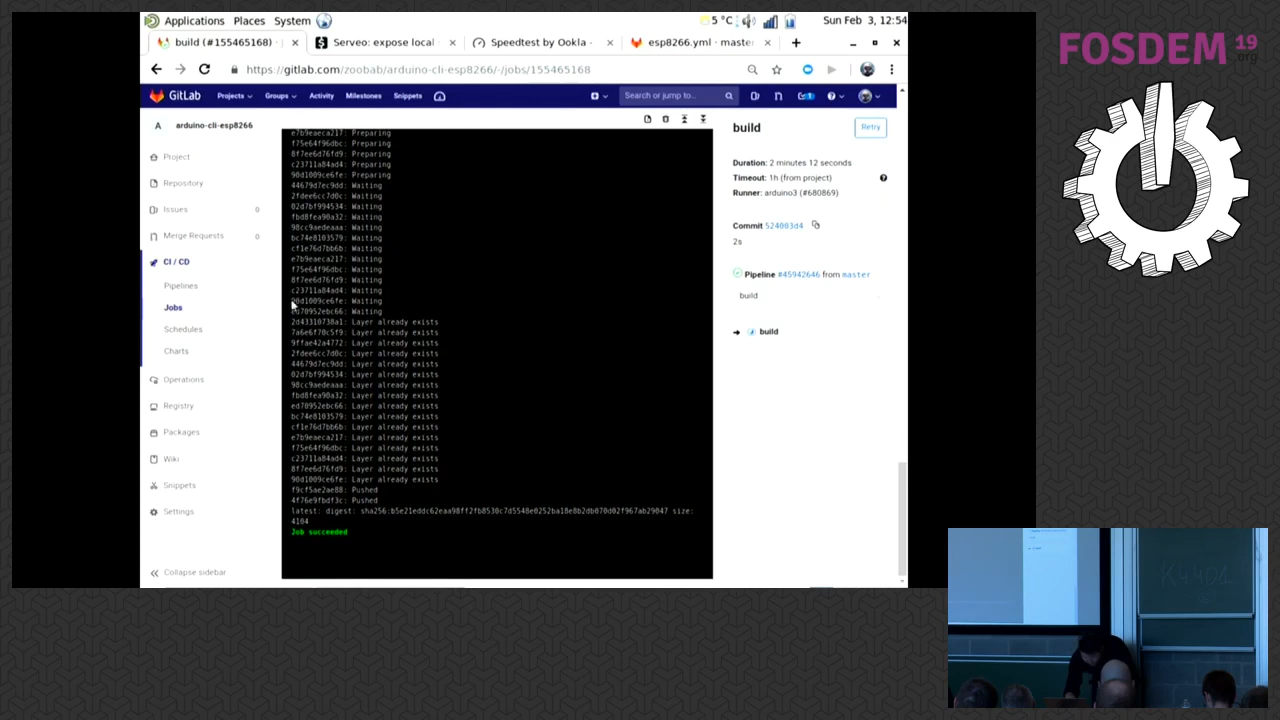 Applications Places System
5 °C
Sun Feb 3, 12:54
build (#155465168)
Serveo: expose local
Speedtest by Ookla -
esp8266.yml · master
https://gitlab.com/zoobab/arduino-cli-esp8266/-/jobs/155465168
GitLab Projects Groups Activity Milestones Snippets
Search or jump to...
A arduino-cli-esp8266
Project
Repository
Issues 0
Merge Requests 0
CI / CD
Pipelines
Jobs
Schedules
Charts
Operations
Registry
Packages
Wiki
Snippets
Settings
Collapse sidebar
e7b9eaeca217: Preparing
f75e64f96dbc: Preparing
8f7ee6d76fd9: Preparing
c23711a84ad4: Preparing
90d1009ce6fe: Preparing
44679d7ec9dd: Waiting
2fdee6cc7d0c: Waiting
02d7bf994534: Waiting
fbd8fea90a32: Waiting
98cc9aedeaaa: Waiting
bc74e8103579: Waiting
cf1e76d7bb6b: Waiting
e7b9eaeca217: Waiting
f75e64f96dbc: Waiting
8f7ee6d76fd9: Waiting
c23711a84ad4: Waiting
90d1009ce6fe: Waiting
ed70952ebc66: Waiting
2d43310738a1: Layer already exists
7a6e6f70c5f9: Layer already exists
9ffae42a4772: Layer already exists
2fdee6cc7d0c: Layer already exists
44679d7ec9dd: Layer already exists
02d7bf994534: Layer already exists
98cc9aedeaaa: Layer already exists
fbd8fea90a32: Layer already exists
ed70952ebc66: Layer already exists
bc74e8103579: Layer already exists
cf1e76d7bb6b: Layer already exists
e7b9eaeca217: Layer already exists
f75e64f96dbc: Layer already exists
c23711a84ad4: Layer already exists
8f7ee6d76fd9: Layer already exists
90d1009ce6fe: Layer already exists
f9cf5ae2ae88: Pushed
4f76e9fbdf3c: Pushed
latest: digest: sha256:b5e21eddc62eaa98ff2fb8530c7d5548e0252ba18e8b2db070d02f967ab29047 size:
4104
Job succeeded
build
Retry
Duration: 2 minutes 12 seconds
Timeout: 1h (from project)
Runner: arduino3 (#680869)
Commit 524003d4
2s
Pipeline #45942646 from master
build
build
FOSDEM 19
.org
K4401